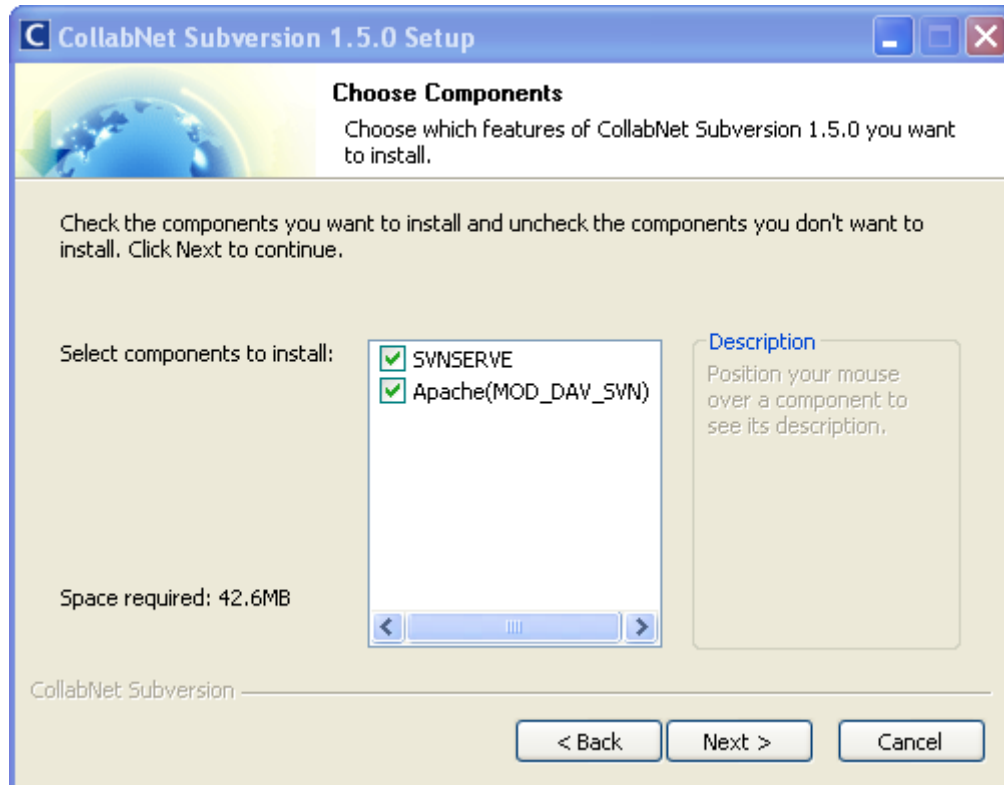 C CollabNet Subversion 1.5.0 Setup
Choose Components
Choose which features of CollabNet Subversion 1.5.0 you want
to install.
Check the components you want to install and uncheck the components you don't want to
install. Click Next to continue.
Select components to install:
SVNSERVE
Apache(MOD_DAV_SVN)
Description
Position your mouse
over a component to
see its description.
Space required: 42.6MB
CollabNet Subversion
< Back
Next >
Cancel